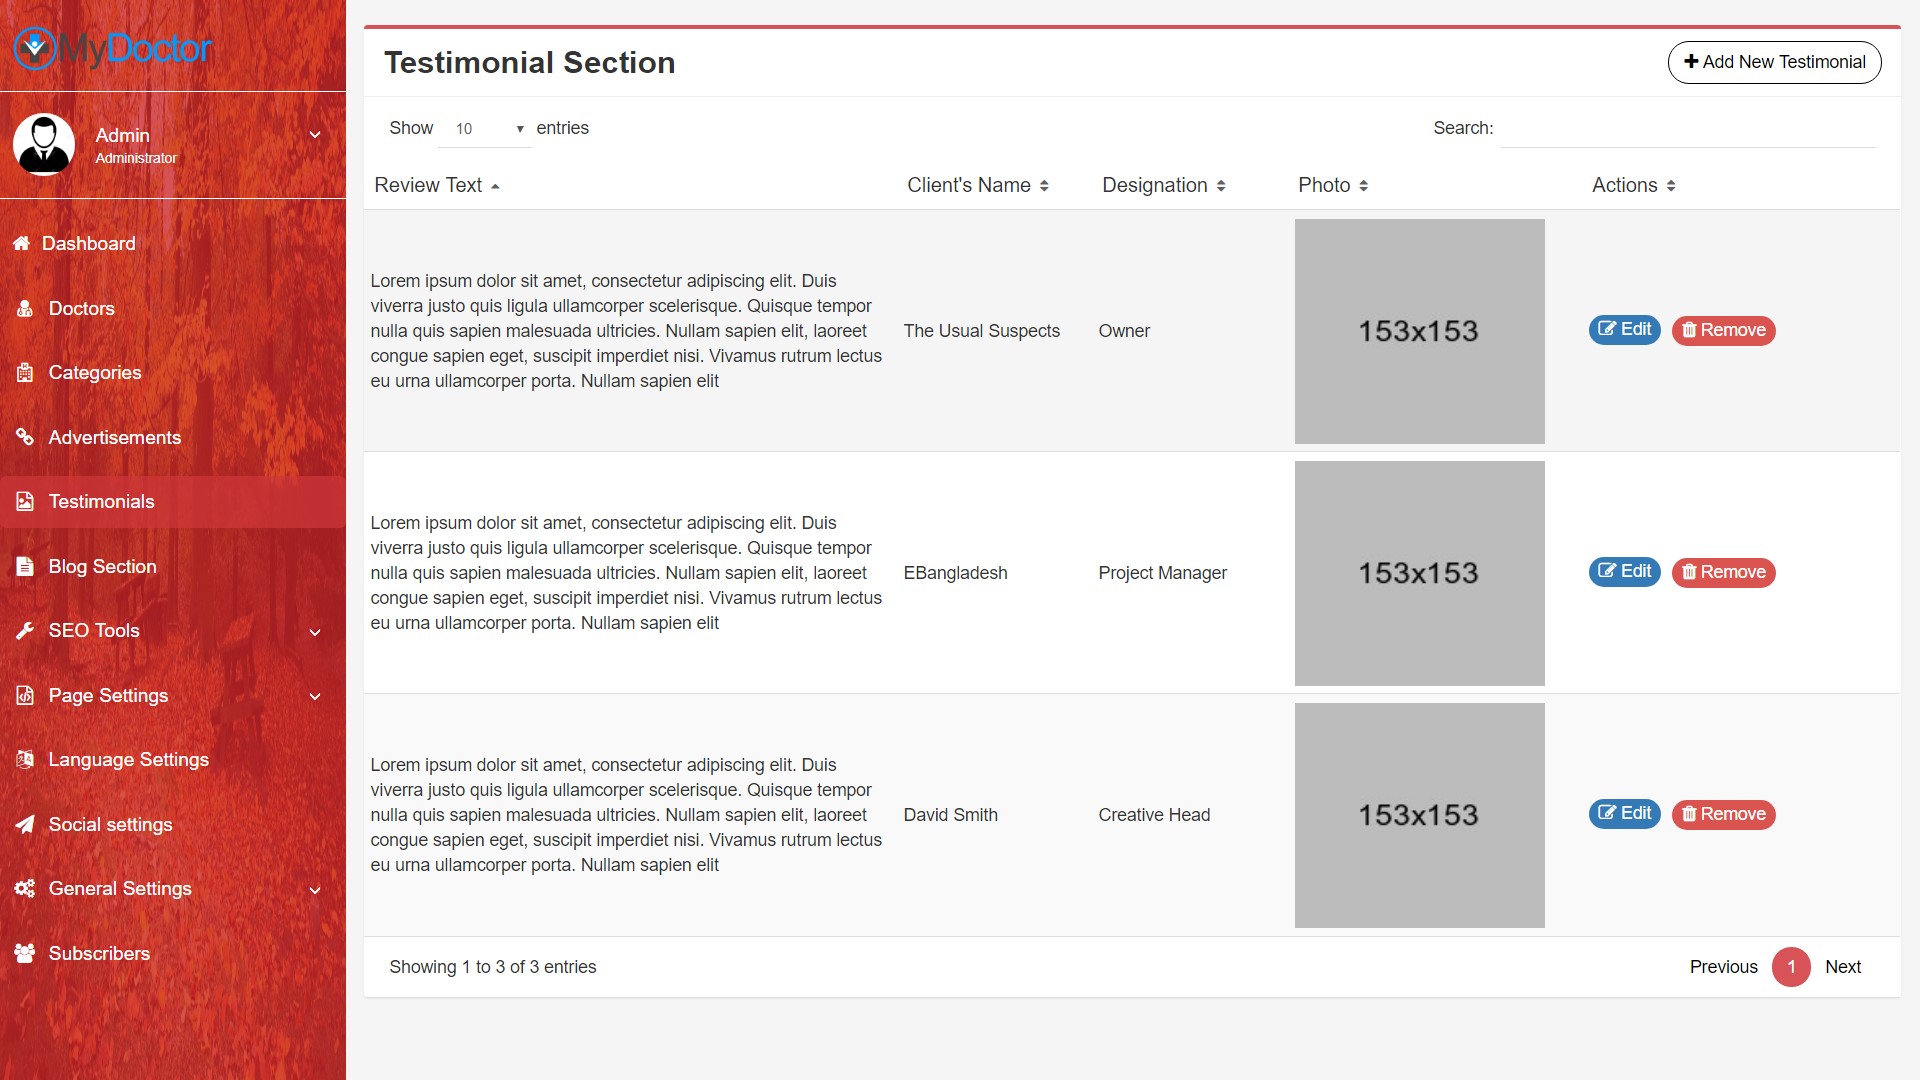 MyDoctor
Admin
Administrator
Dashboard
Doctors
Categories
Advertisements
Testimonials
Blog Section
SEO Tools
Page Settings
Language Settings
Social settings
General Settings
Subscribers
Testimonial Section
Add New Testimonial
Show 10 entries
Search:
Review Text Client's Name Designation Photo Actions
Lorem ipsum dolor sit amet, consectetur adipiscing elit. Duis
viverra justo quis ligula ullamcorper scelerisque. Quisque tempor
nulla quis sapien malesuada ultricies. Nullam sapien elit, laoreet
congue sapien eget, suscipit imperdiet nisi. Vivamus rutrum lectus
eu urna ullamcorper porta. Nullam sapien elit
The Usual Suspects
Owner
153x153
Edit Remove
Lorem ipsum dolor sit amet, consectetur adipiscing elit. Duis
viverra justo quis ligula ullamcorper scelerisque. Quisque tempor
nulla quis sapien malesuada ultricies. Nullam sapien elit, laoreet
congue sapien eget, suscipit imperdiet nisi. Vivamus rutrum lectus
eu urna ullamcorper porta. Nullam sapien elit
EBangladesh
Project Manager
153x153
Edit Remove
Lorem ipsum dolor sit amet, consectetur adipiscing elit. Duis
viverra justo quis ligula ullamcorper scelerisque. Quisque tempor
nulla quis sapien malesuada ultricies. Nullam sapien elit, laoreet
congue sapien eget, suscipit imperdiet nisi. Vivamus rutrum lectus
eu urna ullamcorper porta. Nullam sapien elit
David Smith
Creative Head
153x153
Edit Remove
Showing 1 to 3 of 3 entries
Previous 1 Next